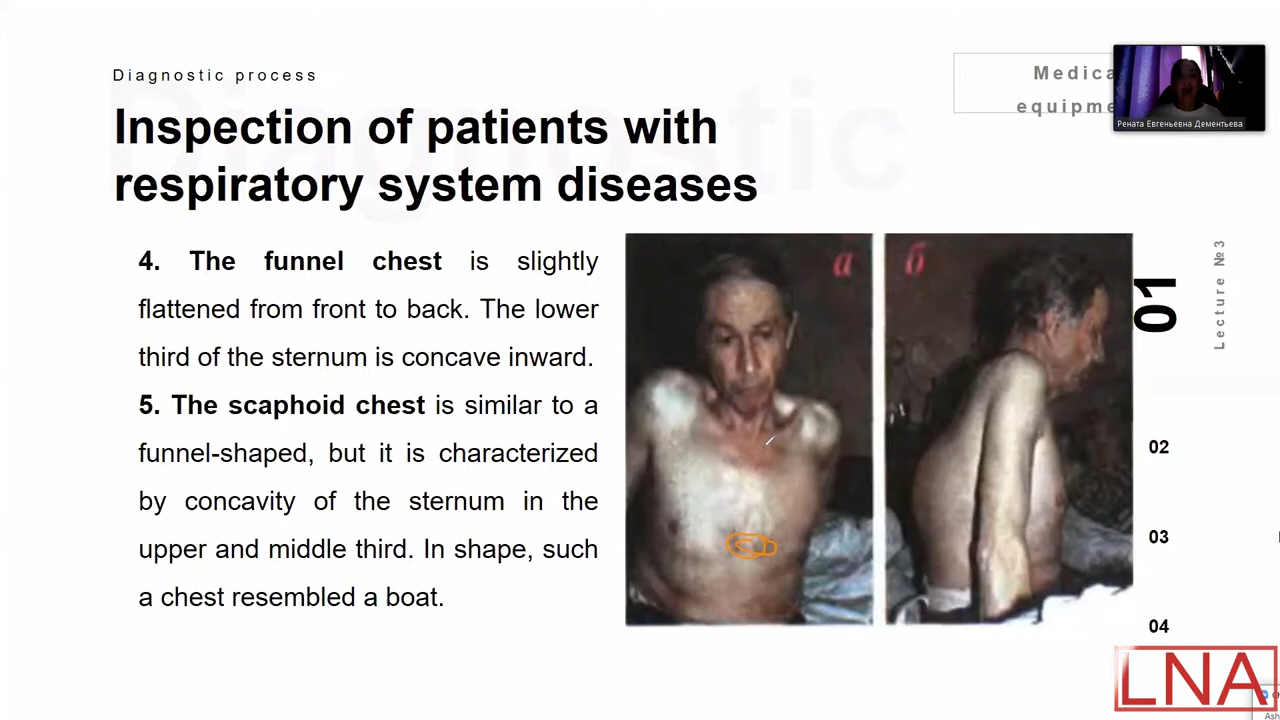 Diagnostic process
Medica
equipme
Рената Евгеньевна Дементьева
Diagnostic
Inspection of patients with
respiratory system diseases
4. The funnel chest is slightly
flattened from front to back. The lower
third of the sternum is concave inward.
5. The scaphoid chest is similar to a
funnel-shaped, but it is characterized
by concavity of the sternum in the
upper and middle third. In shape, such
a chest resembled a boat.
а
б
01
Lecture №3
02
03
04
LNA